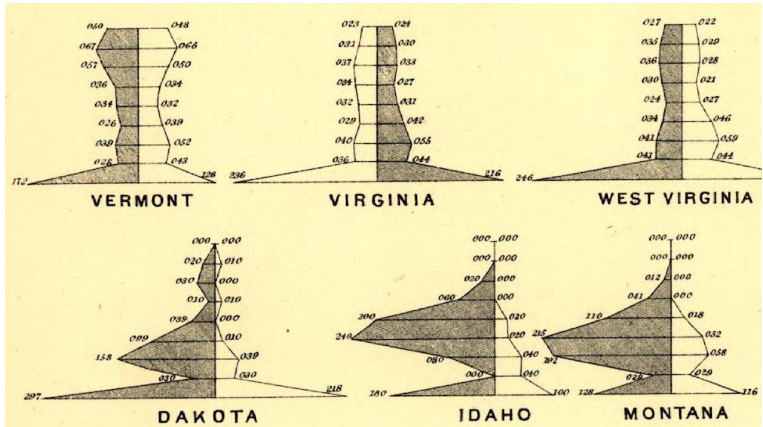 050 048 023 024 027 022
067 065 031 030 035 029
057 050 037 033 036 028
036 034 034 027 030 021
034 032 032 031 024 027
026 039 029 042 034 046
039 052 040 055 041 059
028 043 036 044 041 044
172 128 236 216 246
VERMONT VIRGINIA WEST VIRGINIA
000 000 000 000 000 000
020 010 000 000 000 000
030 000 020 000 012 000
010 010 060 000 041 000
039 000 200 020 110 018
099 010 240 020 215 052
158 039 080 040 192 058
030 030 000 040 029 029
297 218 180 100 128 116
DAKOTA IDAHO MONTANA